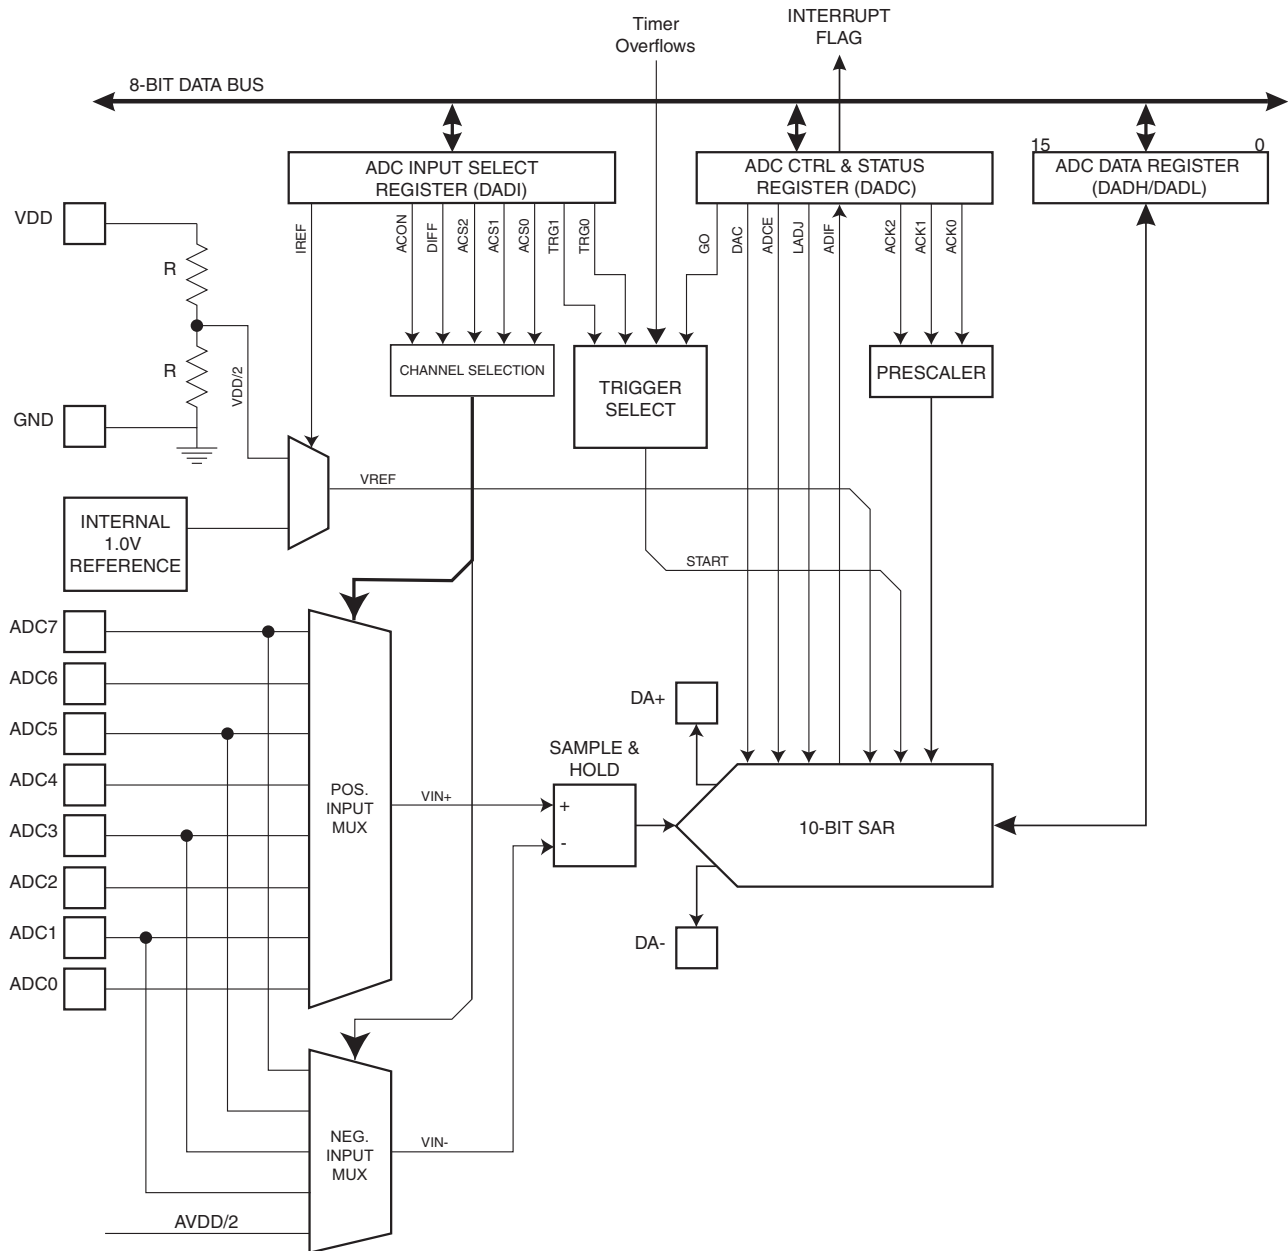 Timer
Overflows
INTERRUPT
FLAG
8-BIT DATA BUS
ADC INPUT SELECT
REGISTER (DADI)
ADC CTRL & STATUS
REGISTER (DADC)
15
0
ADC DATA REGISTER
(DADH/DADL)
IREF
ACON
DIFF
ACS2
ACS1
ACS0
TRG1
TRG0
GO
DAC
ADCE
LADJ
ADIF
ACK2
ACK1
ACK0
VDD
R
R
VDD/2
GND
CHANNEL SELECTION
TRIGGER
SELECT
PRESCALER
VREF
INTERNAL
1.0V
REFERENCE
START
ADC7
ADC6
ADC5
ADC4
ADC3
ADC2
ADC1
ADC0
POS.
INPUT
MUX
VIN+
SAMPLE &
HOLD
+
-
DA+
10-BIT SAR
DA-
NEG.
INPUT
MUX
VIN-
AVDD/2